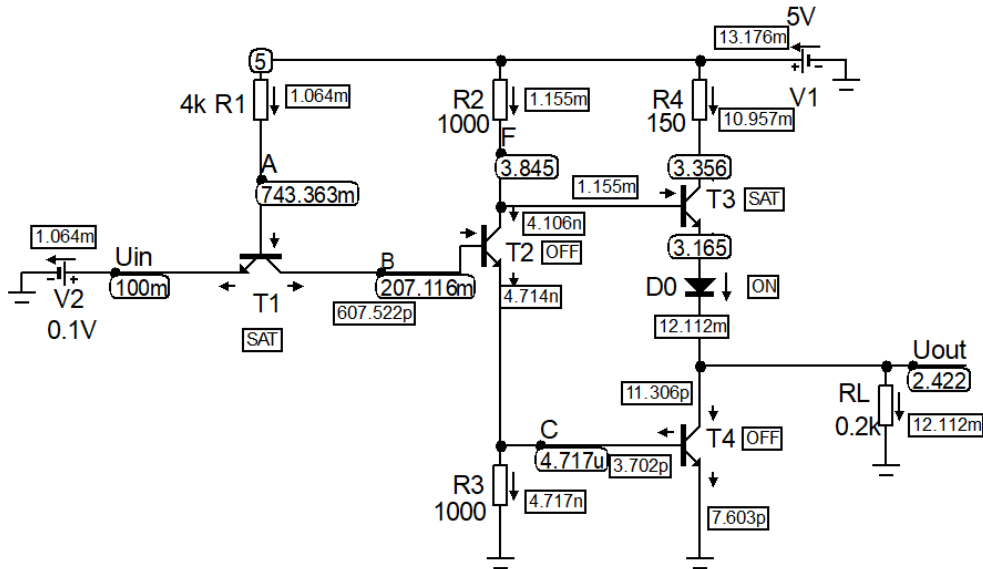 5V
13.176m
+ -
V1
5
4k R1
1.064m
R2
1000
1.155m
R4
150
10.957m
F
3.845
A
743.363m
3.356
1.155m
T3
SAT
4.106n
T2
OFF
3.165
1.064m
Uin
100m
- +
V2
0.1V
T1
SAT
B
207.116m
607.522p
4.714n
D0
ON
12.112m
Uout
2.422
11.306p
RL
0.2k
12.112m
C
4.717u
3.702p
T4
OFF
R3
1000
4.717n
7.603p